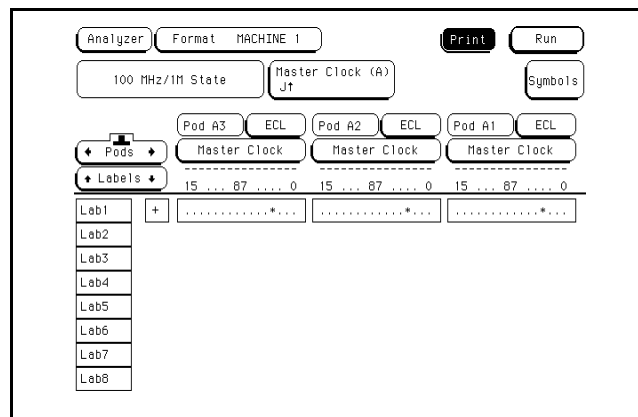 Analyzer Format MACHINE 1 Print Run
100 MHz/1M State Master Clock (A) J↑ Symbols
Pod A3 ECL Pod A2 ECL Pod A1 ECL
← Pods → Master Clock Master Clock Master Clock
↑ Labels ↓ 15 ... 87 .... 0 15 ... 87 .... 0 15 ... 87 .... 0
Lab1 + ............*... ............*... ............*...
Lab2
Lab3
Lab4
Lab5
Lab6
Lab7
Lab8